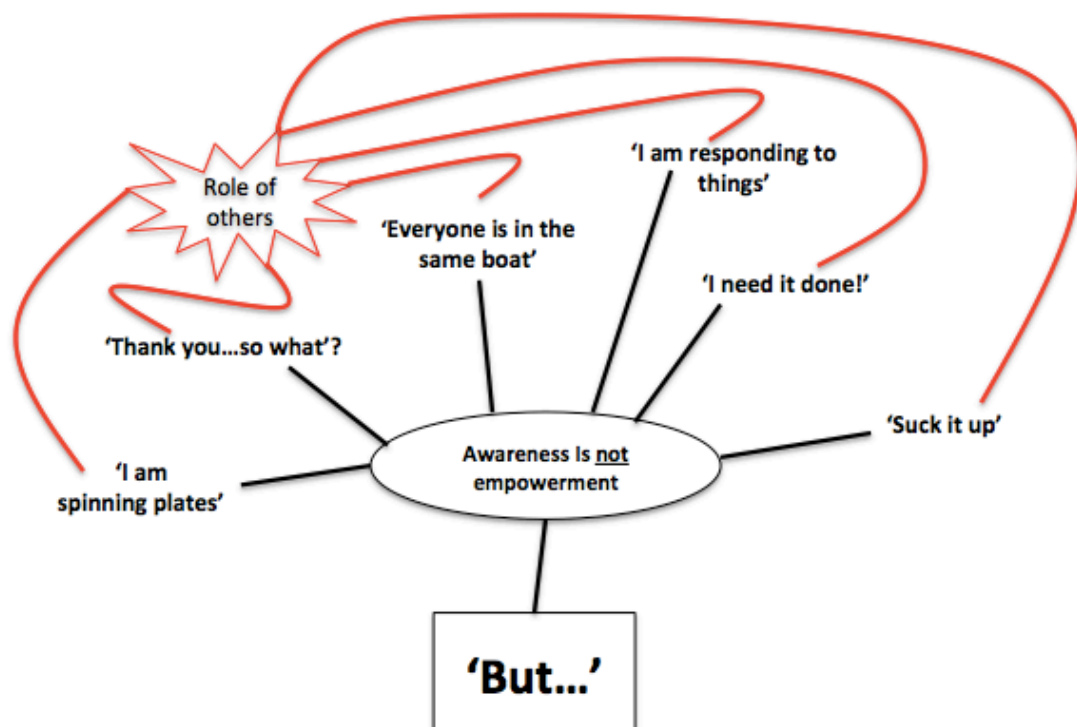 ‘I am responding to
things’
Role of
others
‘Everyone is in the
same boat’
‘I need it done!’
‘Thank you...so what’?
‘Suck it up’
Awareness Is not
empowerment
‘I am
spinning plates’
‘But...’